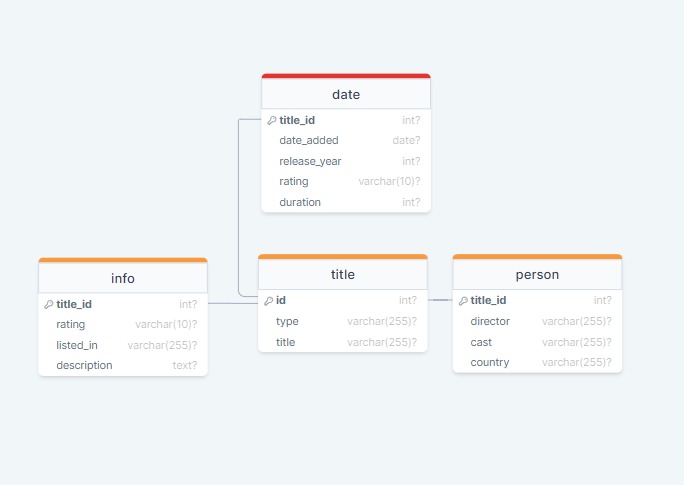 date
title_id int?
date_added date?
release_year int?
rating varchar(10)?
duration int?
info
title_id int?
rating varchar(10)?
listed_in varchar(255)?
description text?
title
id int?
type varchar(255)?
title varchar(255)?
person
title_id int?
director varchar(255)?
cast varchar(255)?
country varchar(255)?